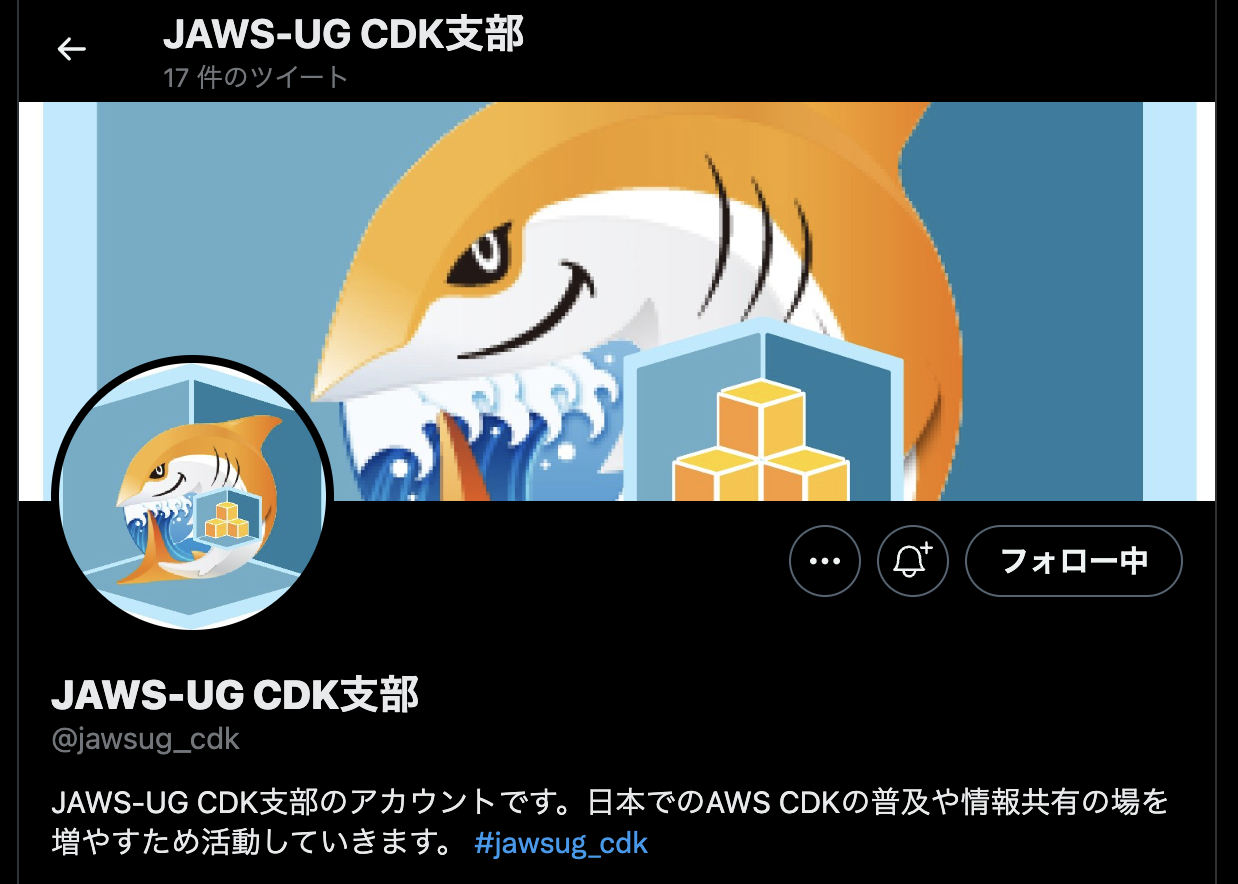 JAWS-UG CDK支部
17 件のツイート
フォロー中
JAWS-UG CDK支部
@jawsug_cdk
JAWS-UG CDK支部のアカウントです。日本でのAWS CDKの普及や情報共有の場を
増やすため活動していきます。 #jawsug_cdk